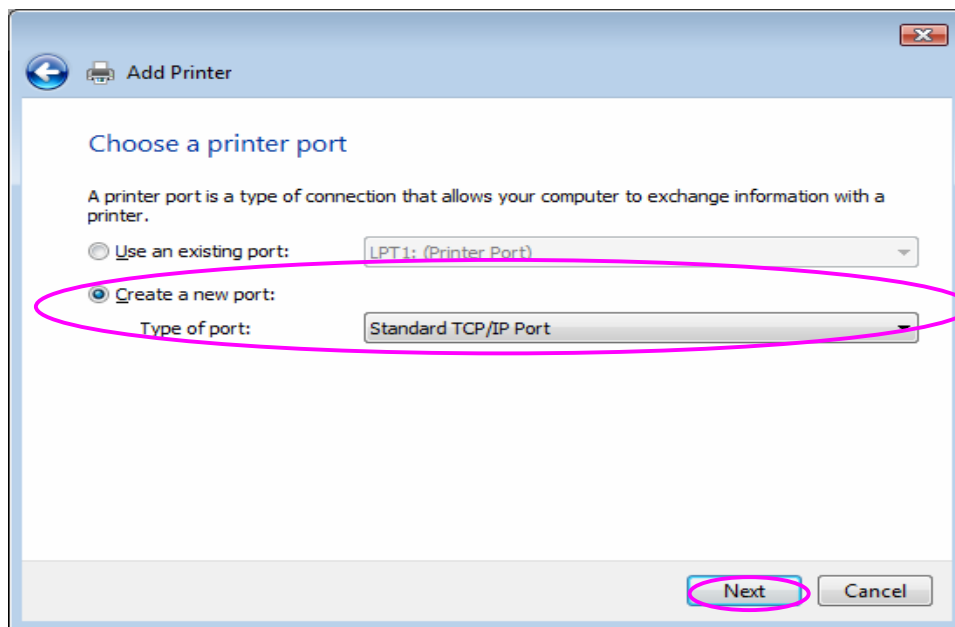 Add Printer
Choose a printer port
A printer port is a type of connection that allows your computer to exchange information with a
printer.
Use an existing port: LPT1: (Printer Port)
Create a new port:
Type of port: Standard TCP/IP Port
Next Cancel